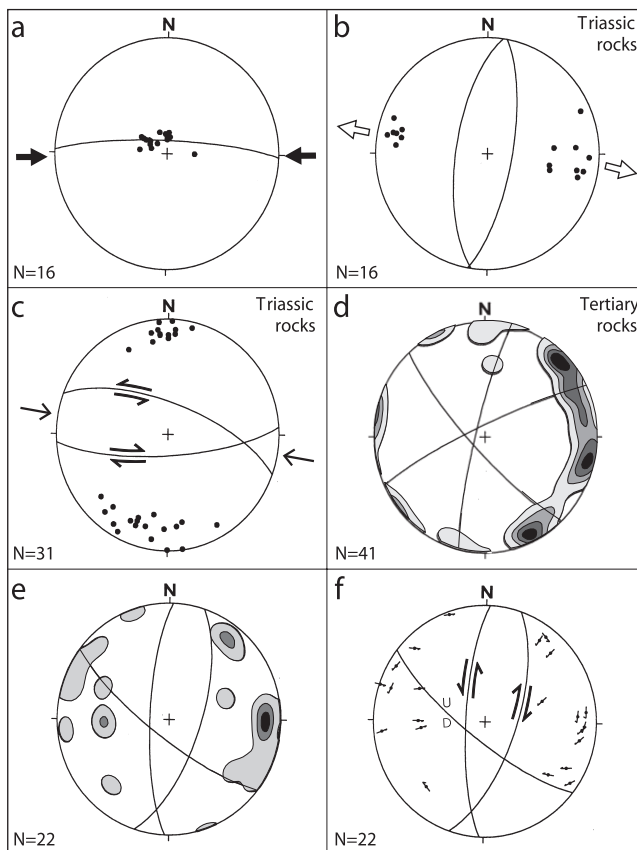 a
N
N=16
b
N
Triassic
rocks
N=16
c
N
Triassic
rocks
N=31
d
N
Tertiary
rocks
N=41
e
N
N=22
f
N
U
D
N=22